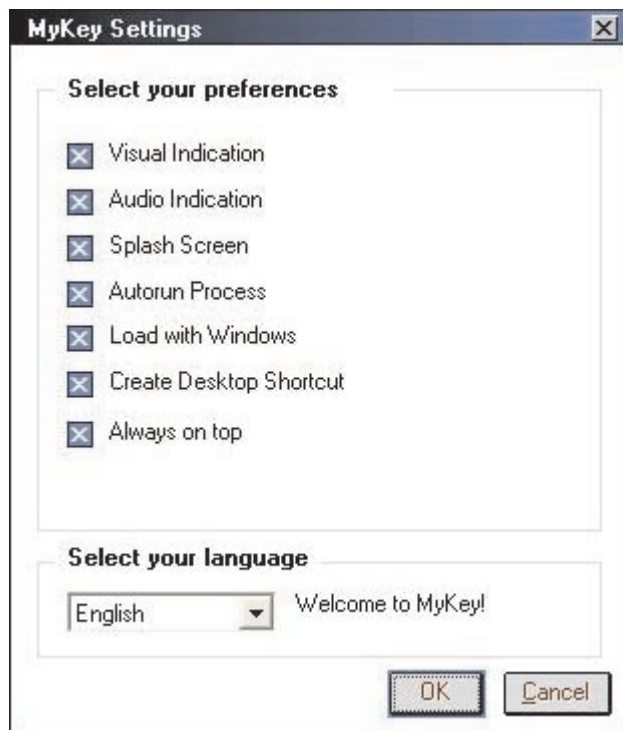 MyKey Settings
Select your preferences
Visual Indication
Audio Indication
Splash Screen
Autorun Process
Load with Windows
Create Desktop Shortcut
Always on top
Select your language
English
Welcome to MyKey!
OK
Cancel